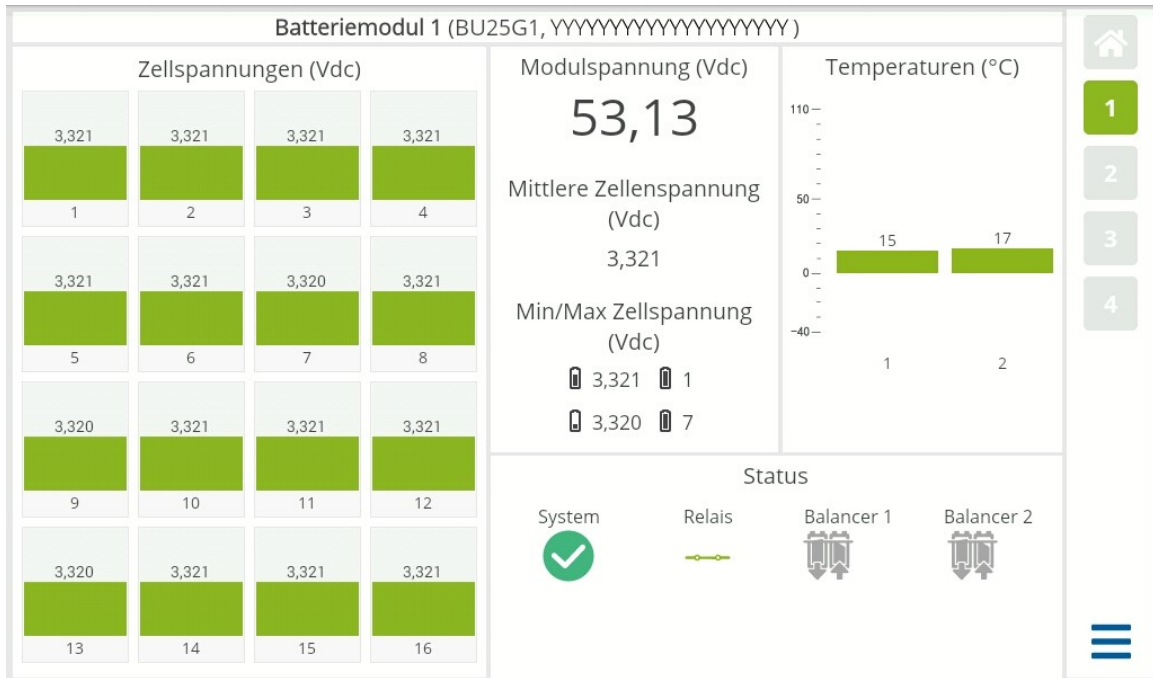 Batteriemodul 1 (BU25G1, YYYYYYYYYYYYYYYYYYYY )
Zellspannungen (Vdc)
3,321 3,321 3,321 3,321
1 2 3 4
3,321 3,321 3,320 3,321
5 6 7 8
3,320 3,321 3,321 3,321
9 10 11 12
3,320 3,321 3,321 3,321
13 14 15 16
Modulspannung (Vdc)
53,13
Mittlere Zellenspannung
(Vdc)
3,321
Min/Max Zellspannung
(Vdc)
3,321 1
3,320 7
Temperaturen (°C)
110
50
0
-40
15 17
1 2
Status
System Relais Balancer 1 Balancer 2
1
2
3
4